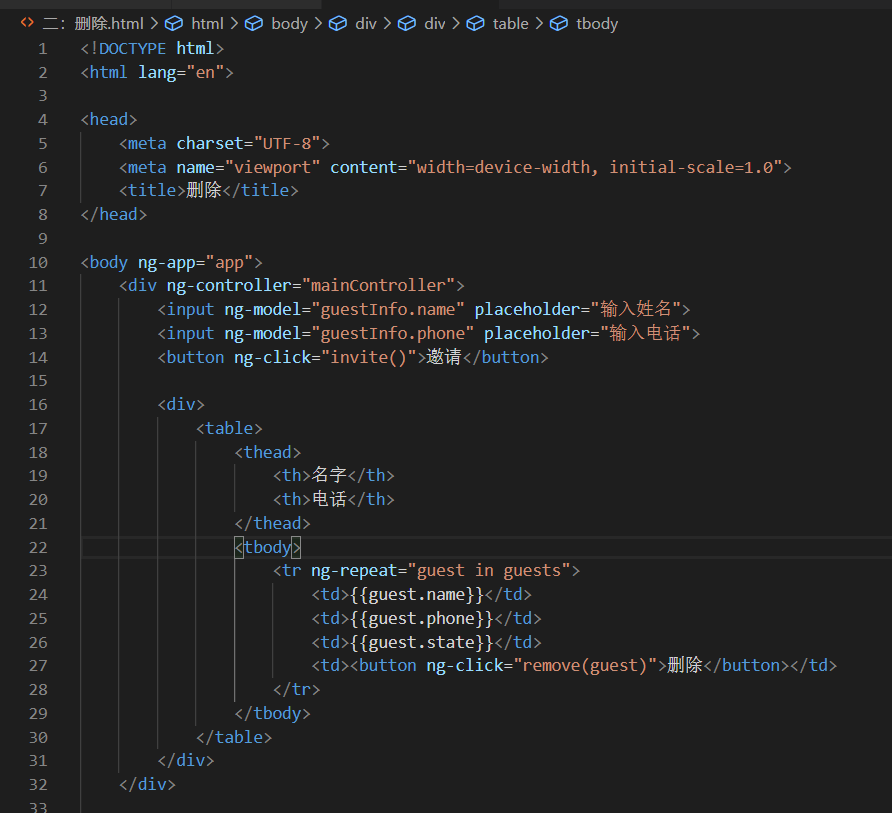 <> 二：删除.html > html > body > div > div > table > tbody
1 <!DOCTYPE html>
2 <html lang="en">
3
4 <head>
5 <meta charset="UTF-8">
6 <meta name="viewport" content="width=device-width, initial-scale=1.0">
7 <title>删除</title>
8 </head>
9
10 <body ng-app="app">
11 <div ng-controller="mainController">
12 <input ng-model="guestInfo.name" placeholder="输入姓名">
13 <input ng-model="guestInfo.phone" placeholder="输入电话">
14 <button ng-click="invite()">邀请</button>
15
16 <div>
17 <table>
18 <thead>
19 <th>名字</th>
20 <th>电话</th>
21 </thead>
22 <tbody>
23 <tr ng-repeat="guest in guests">
24 <td>{{guest.name}}</td>
25 <td>{{guest.phone}}</td>
26 <td>{{guest.state}}</td>
27 <td><button ng-click="remove(guest)">删除</button></td>
28 </tr>
29 </tbody>
30 </table>
31 </div>
32 </div>
33